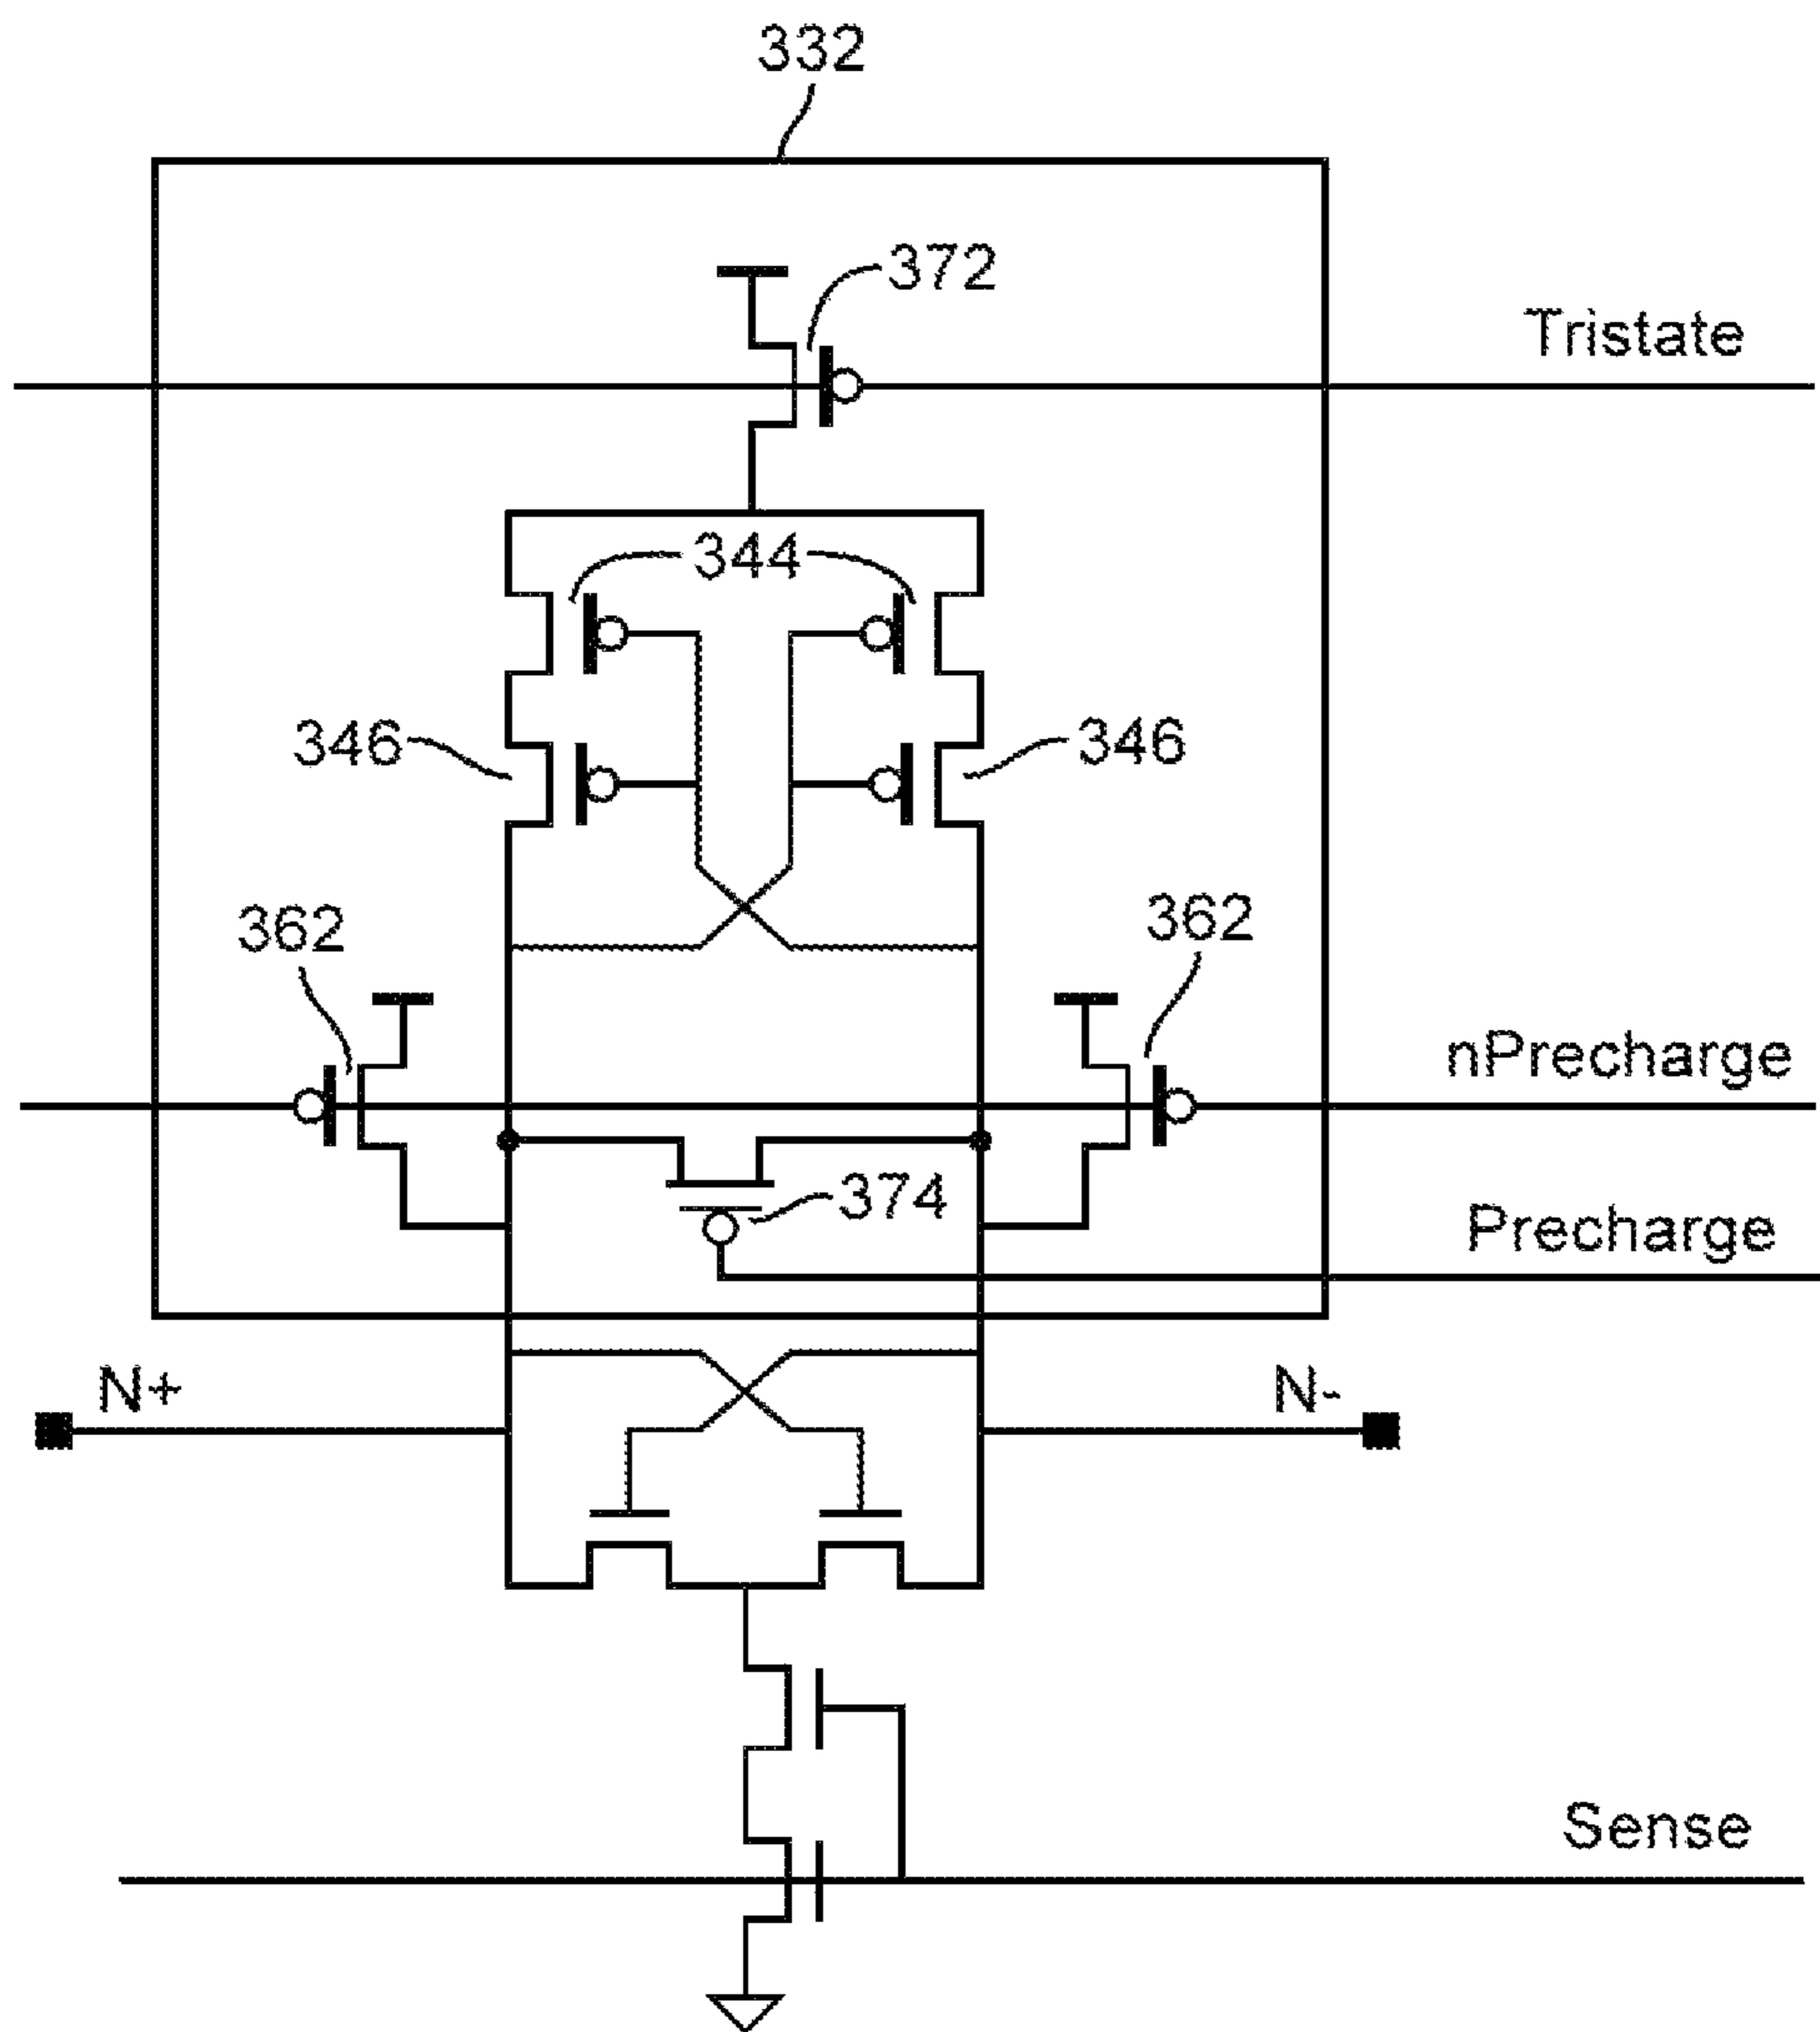 332
372
Tristate
344
346 346
362 362
nPrecharge
374
Precharge
N+ N-
Sense